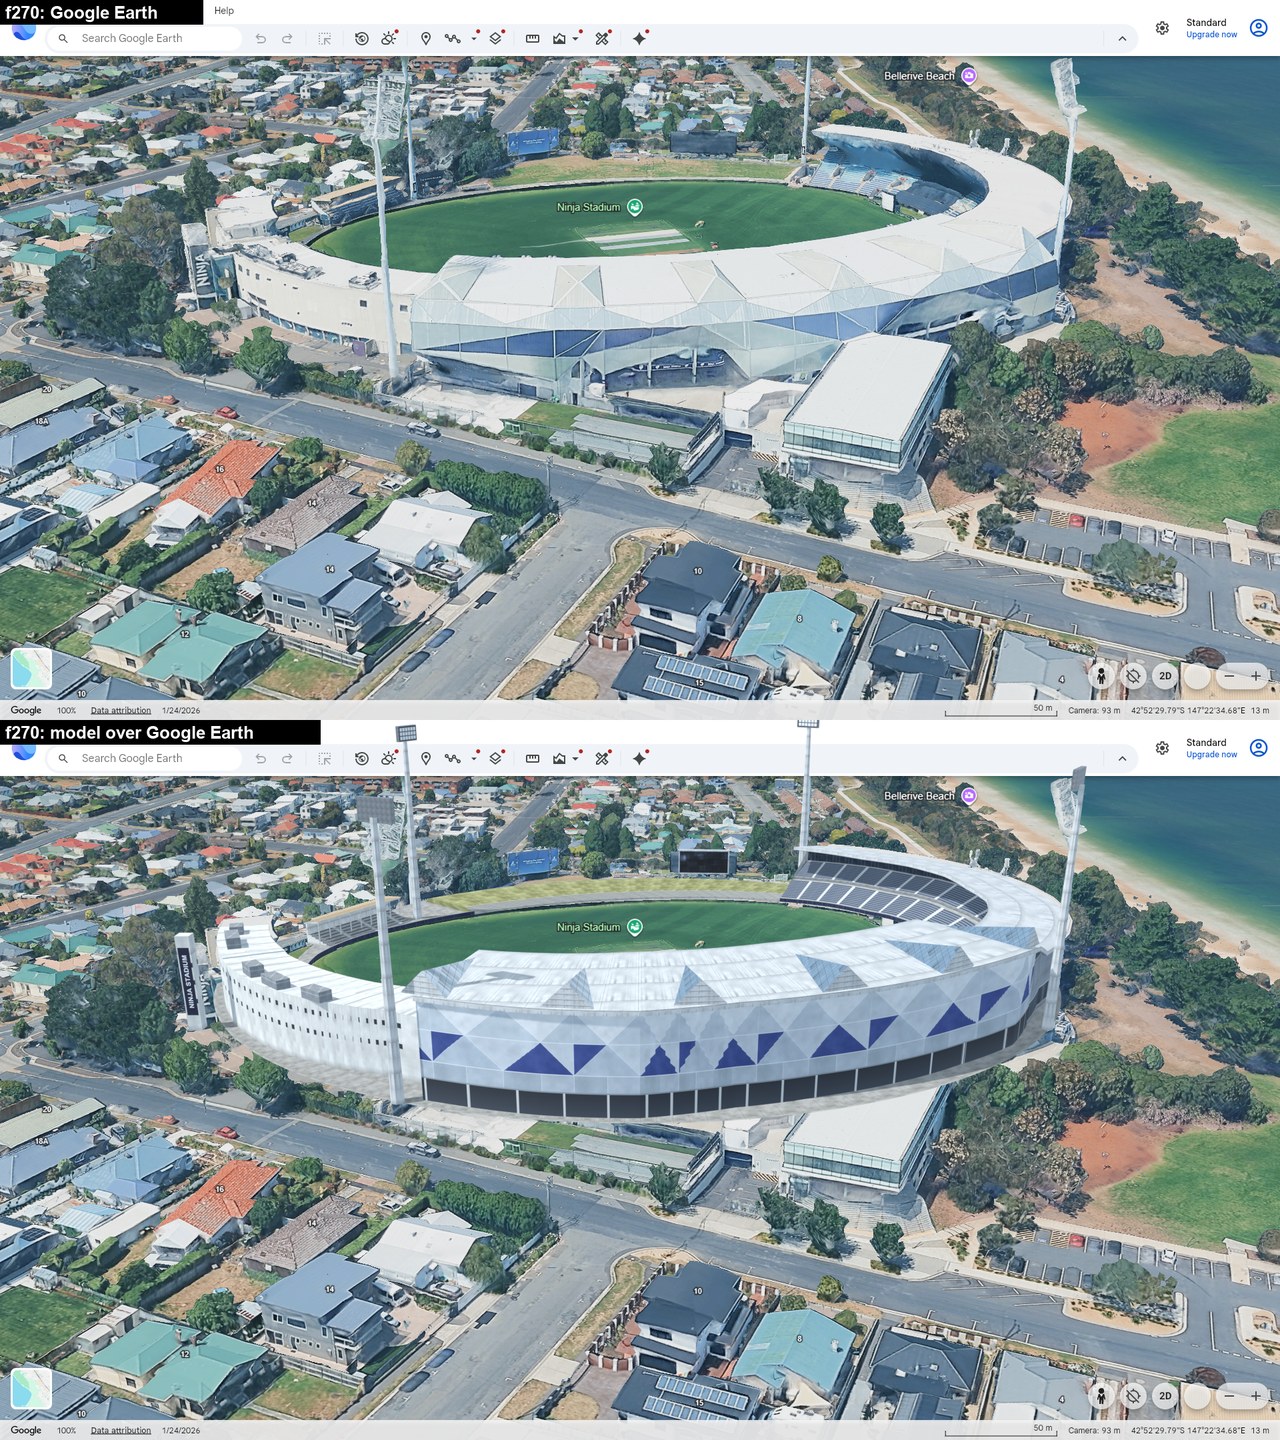 f270: Google Earth
Help
Search Google Earth
Standard
Upgrade now
Bellerive Beach
Ninja Stadium
NINJA
20
18A
16
14
14
10
12
8
15
4
10
2D
Google
100%
Data attribution
1/24/2026
50 m
Camera: 93 m
42°52'29.79"S 147°22'34.68"E
13 m
f270: model over Google Earth
Search Google Earth
Standard
Upgrade now
Bellerive Beach
Ninja Stadium
NINJA STADIUM
20
18A
16
14
14
10
12
8
15
4
10
2D
Google
100%
Data attribution
1/24/2026
50 m
Camera: 93 m
42°52'29.79"S 147°22'34.68"E
13 m